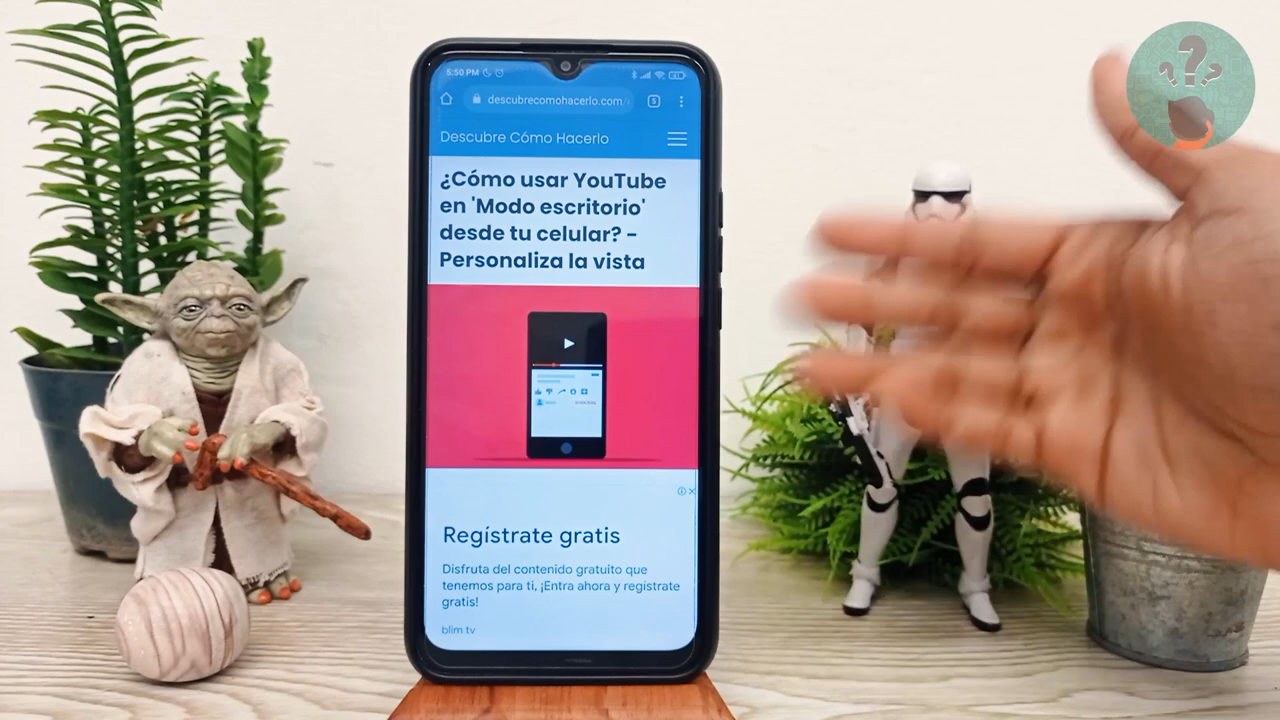 5:50 PM
descubrecomohacerlo.com/
5
Descubre Cómo Hacerlo
¿Cómo usar YouTube
en 'Modo escritorio'
desde tu celular? -
Personaliza la vista
Regístrate gratis
Disfruta del contenido gratuito que
tenemos para ti, ¡Entra ahora y regístrate
gratis!
blim tv